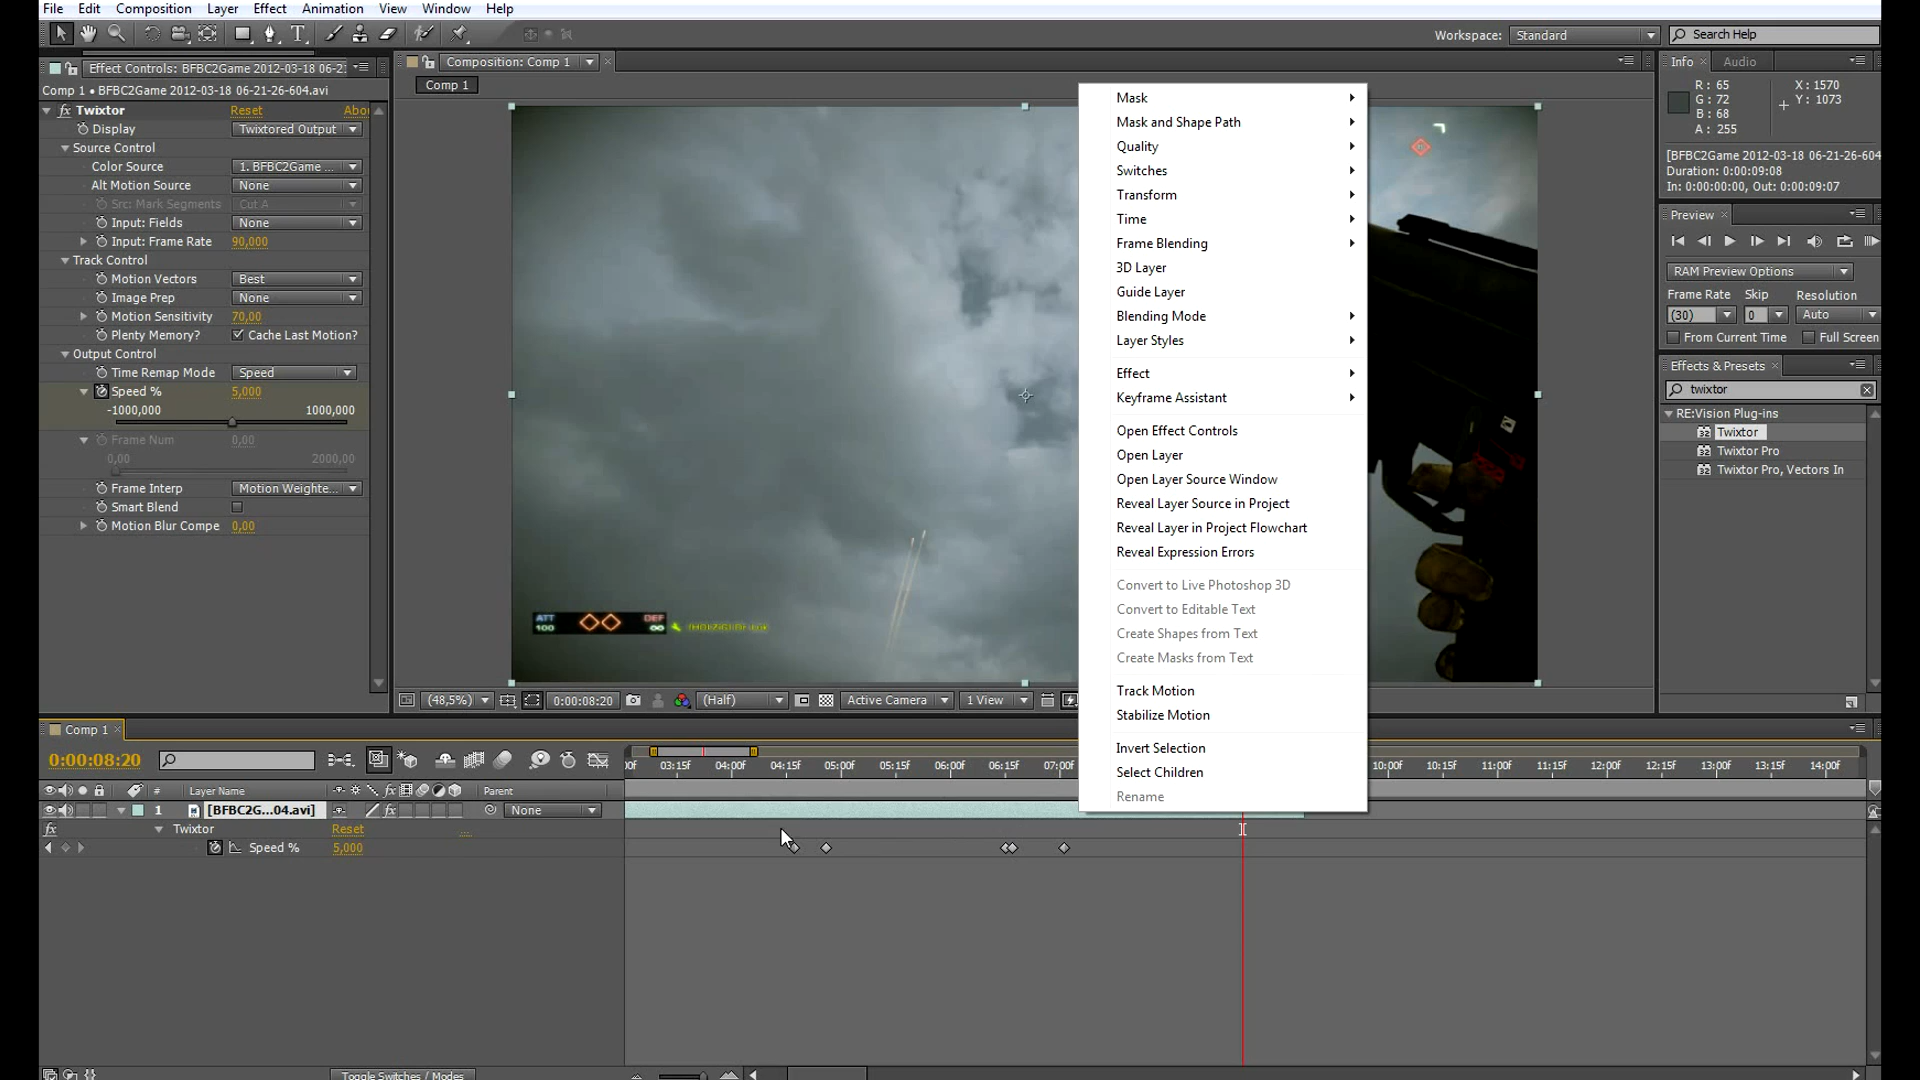 File Edit Composition Layer Effect Animation View Window Help
Workspace: Standard Search Help
Effect Controls: BFBC2Game 2012-03-18 06-2
Comp 1 • BFBC2Game 2012-03-18 06-21-26-604.avi
fx Twixtor Reset Abo
Display Twixtored Output
Source Control
Color Source 1. BFBC2Game ...
Alt Motion Source None
Src: Mark Segments Cut A
Input: Fields None
Input: Frame Rate 90,000
Track Control
Motion Vectors Best
Image Prep None
Motion Sensitivity 70,00
Plenty Memory? Cache Last Motion?
Output Control
Time Remap Mode Speed
Speed % 5,000
-1000,000 1000,000
Frame Num 0,00
0,00 2000,00
Frame Interp Motion Weighte...
Smart Blend
Motion Blur Compe 0,00
Composition: Comp 1
Comp 1
ATT DEF
100 ∞
(48,5%) 0:00:08:20 (Half) Active Camera 1 View
Mask
Mask and Shape Path
Quality
Switches
Transform
Time
Frame Blending
3D Layer
Guide Layer
Blending Mode
Layer Styles
Effect
Keyframe Assistant
Open Effect Controls
Open Layer
Open Layer Source Window
Reveal Layer Source in Project
Reveal Layer in Project Flowchart
Reveal Expression Errors
Convert to Live Photoshop 3D
Convert to Editable Text
Create Shapes from Text
Create Masks from Text
Track Motion
Stabilize Motion
Invert Selection
Select Children
Rename
Info Audio
R: 65 X: 1570
G: 72 Y: 1073
B: 68
A: 255
[BFBC2Game 2012-03-18 06-21-26-604
Duration: 0:00:09:08
In: 0:00:00:00, Out: 0:00:09:07
Preview
RAM Preview Options
Frame Rate Skip Resolution
(30) 0 Auto
From Current Time Full Screen
Effects & Presets
twixtor
RE:Vision Plug-ins
32 Twixtor
32 Twixtor Pro
32 Twixtor Pro, Vectors In
Comp 1
0:00:08:20
00f 03:15f 04:00f 04:15f 05:00f 05:15f 06:00f 06:15f 07:00f 10:00f 10:15f 11:00f 11:15f 12:00f 12:15f 13:00f 13:15f 14:00f
# Layer Name fx Parent
1 [BFBC2G...04.avi] fx None
fx Twixtor Reset ...
Speed % 5,000
Toggle Switches / Modes